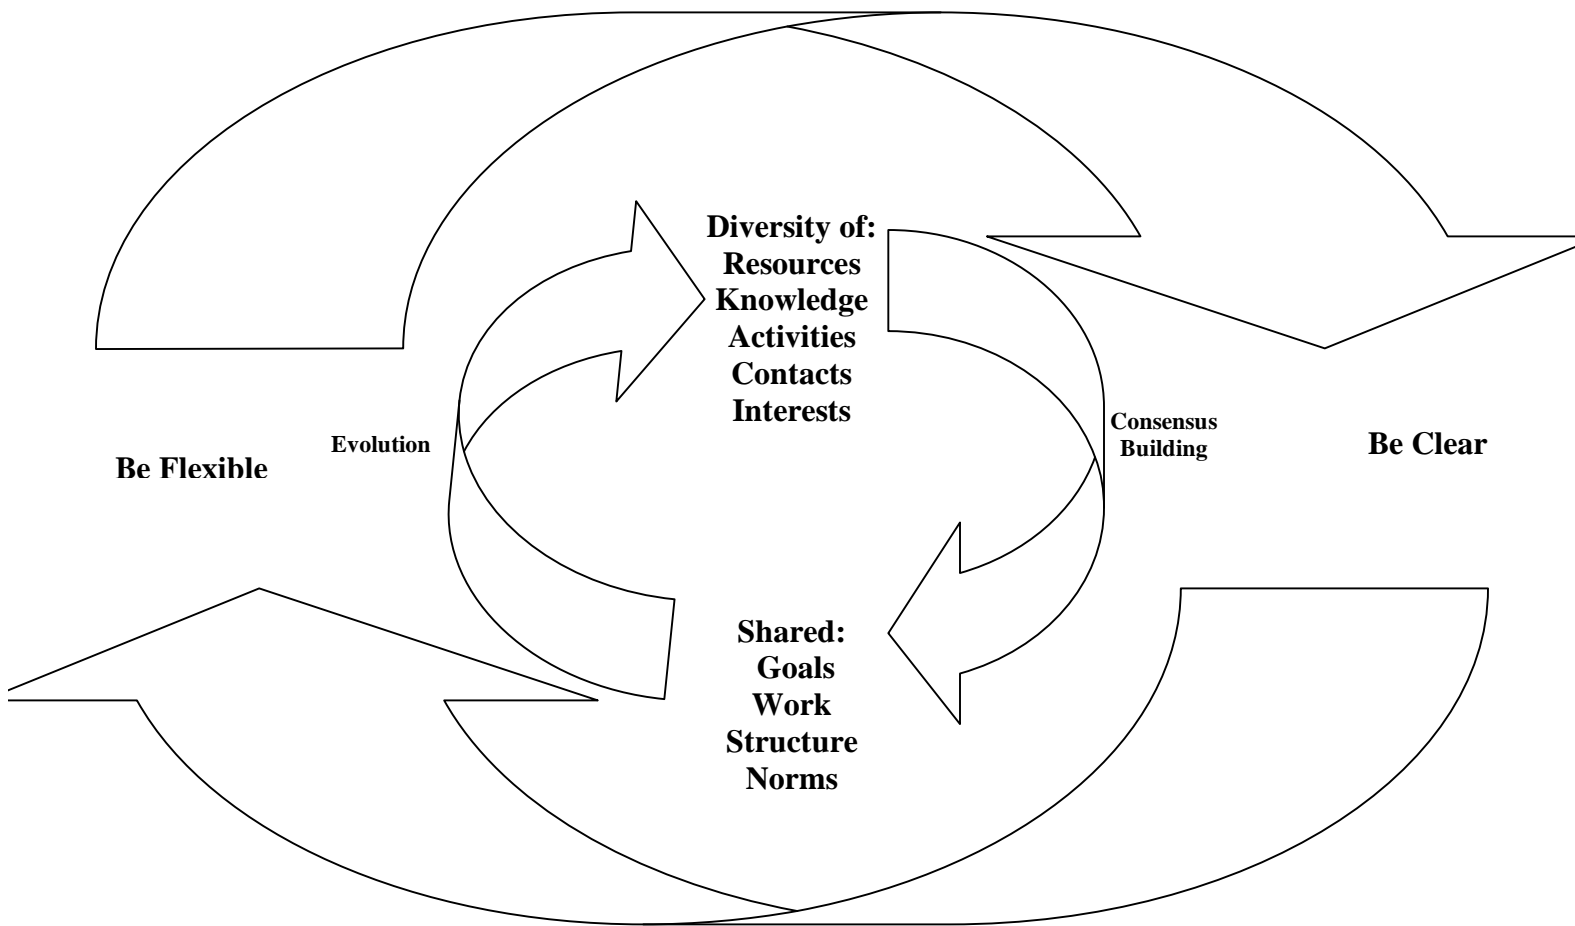 Diversity of:
Resources
Knowledge
Activities
Contacts
Interests
Evolution
Consensus
Building
Be Flexible
Be Clear
Shared:
Goals
Work
Structure
Norms